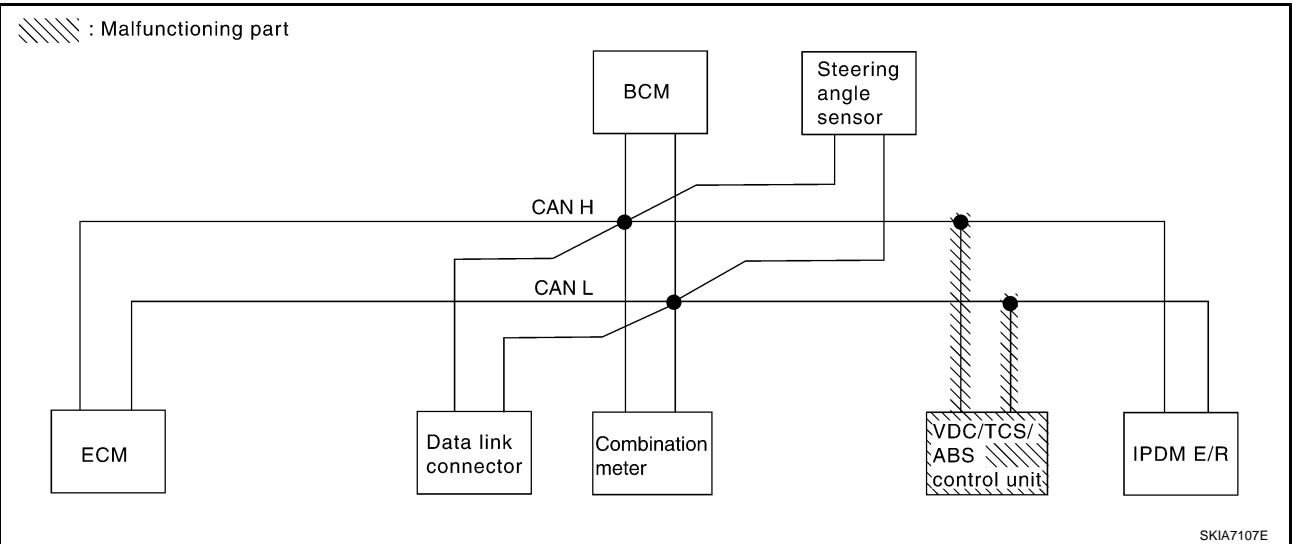 : Malfunctioning part
BCM
Steering
angle
sensor
CAN H
CAN L
ECM
Data link
connector
Combination
meter
VDC/TCS/
ABS
control unit
IPDM E/R
SKIA7107E